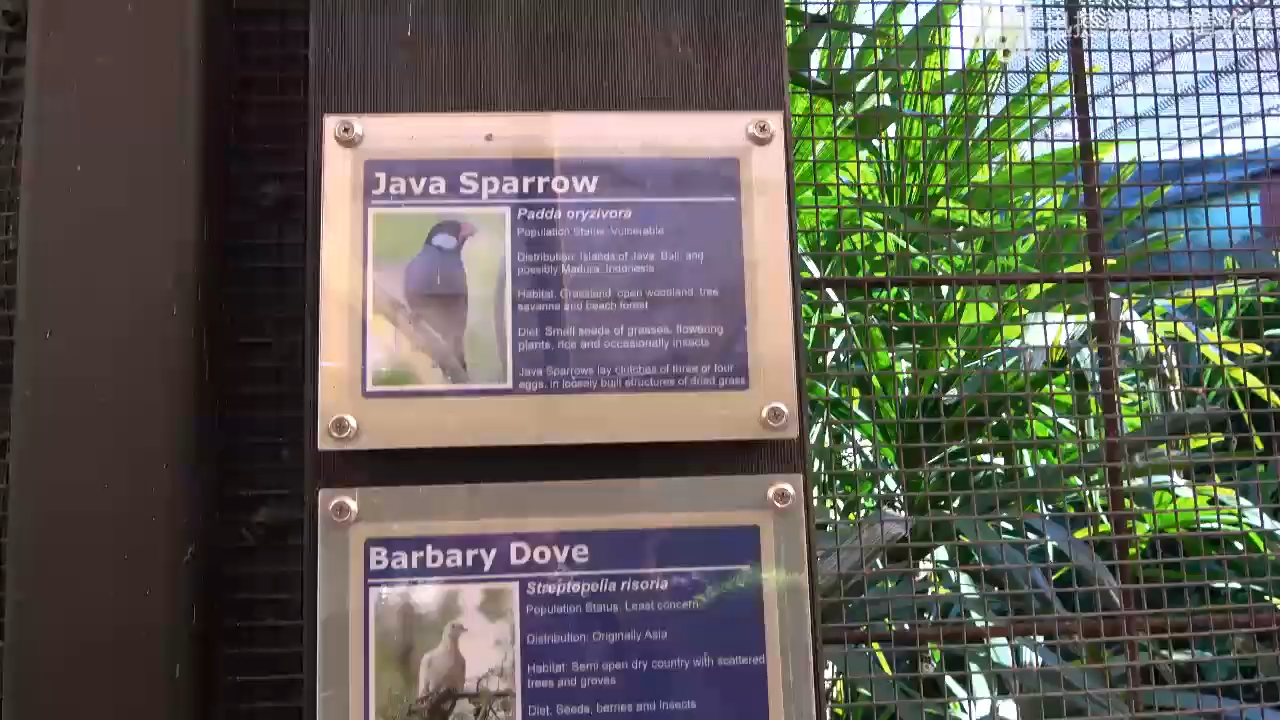 Java Sparrow
Padda oryzivora
Population Status: Vulnerable
Distribution: Islands of Java, Bali, and
possibly Madura, Indonesia
Habitat: Grassland, open woodland, tree
savanna and beach forest
Diet: Small seeds of grasses, flowering
plants, rice and occasionally insects
Java Sparrows lay clutches of three or four
eggs, in loosely built structures of dried grass
Barbary Dove
Streptopelia risoria
Population Status: Least concern
Distribution: Originally Asia
Habitat: Semi open dry country with scattered
trees and groves
Diet: Seeds, berries and insects